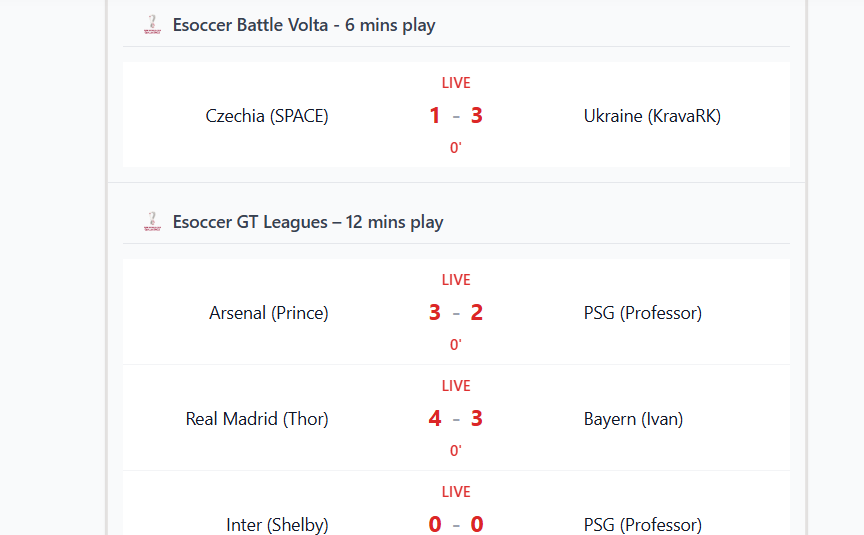 Esoccer Battle Volta - 6 mins play
LIVE
Czechia (SPACE) 1 - 3 Ukraine (KravaRK)
0'
Esoccer GT Leagues – 12 mins play
LIVE
Arsenal (Prince) 3 - 2 PSG (Professor)
0'
LIVE
Real Madrid (Thor) 4 - 3 Bayern (Ivan)
0'
LIVE
Inter (Shelby) 0 - 0 PSG (Professor)